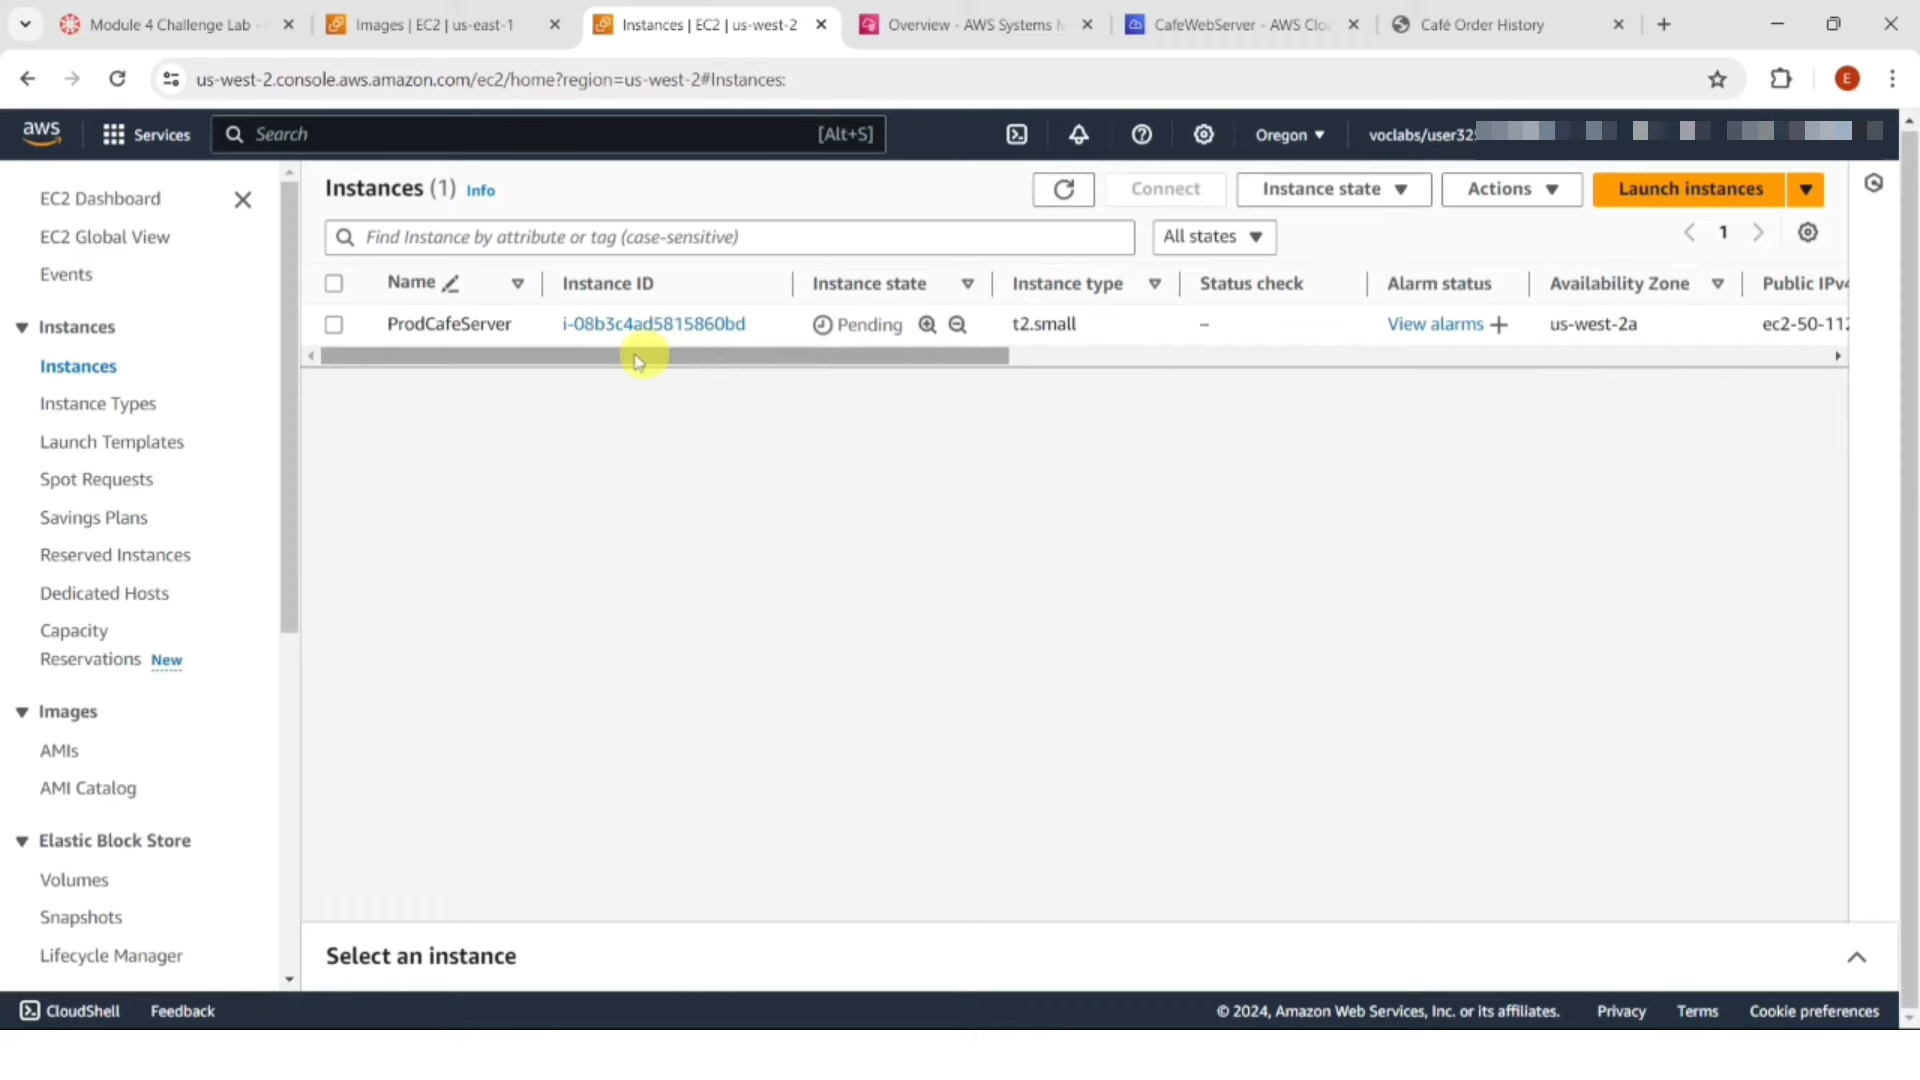 Module 4 Challenge Lab -
Images | EC2 | us-east-1
Instances | EC2 | us-west-2
Overview - AWS Systems M
CafeWebServer - AWS Clou
Café Order History
us-west-2.console.aws.amazon.com/ec2/home?region=us-west-2#Instances:
E
aws
Services
Search
[Alt+S]
Oregon
voclabs/user325
EC2 Dashboard
EC2 Global View
Events
Instances
Instances
Instance Types
Launch Templates
Spot Requests
Savings Plans
Reserved Instances
Dedicated Hosts
Capacity
Reservations New
Images
AMIs
AMI Catalog
Elastic Block Store
Volumes
Snapshots
Lifecycle Manager
Instances (1) Info
Connect
Instance state
Actions
Launch instances
Find Instance by attribute or tag (case-sensitive)
All states
1
Name
Instance ID
Instance state
Instance type
Status check
Alarm status
Availability Zone
Public IPv4
ProdCafeServer
i-08b3c4ad5815860bd
Pending
t2.small
–
View alarms +
us-west-2a
ec2-50-112
Select an instance
CloudShell
Feedback
© 2024, Amazon Web Services, Inc. or its affiliates.
Privacy
Terms
Cookie preferences